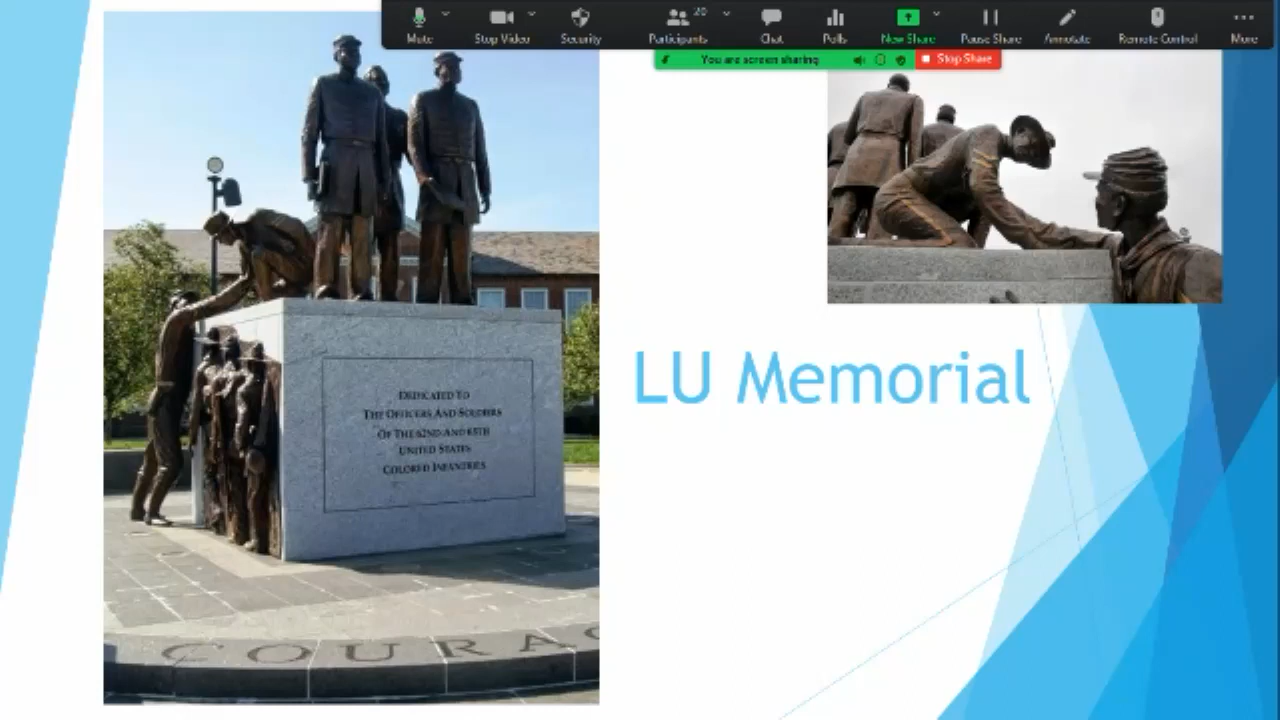 20
Mute
Stop Video
Security
Participants
Chat
Polls
New Share
Pause Share
Annotate
Remote Control
More
You are screen sharing
Stop Share
LU Memorial
DEDICATED TO
THE OFFICERS AND SOLDIERS
OF THE 62ND AND 65TH
UNITED STATES
COLORED INFANTRIES
COURAG